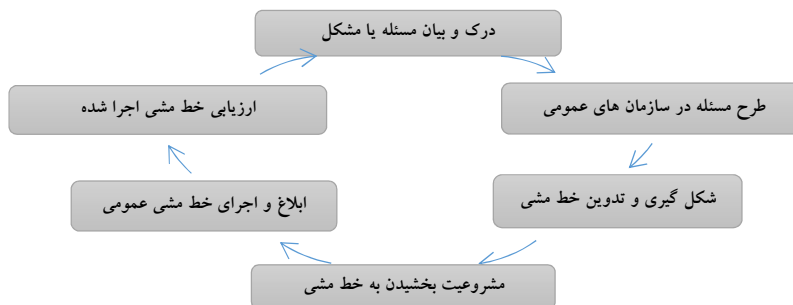 درک و بیان مسئله یا مشکل
طرح مسئله در سازمان های عمومی
شکل گیری و تدوین خط مشی
مشروعیت بخشیدن به خط مشی
ابلاغ و اجرای خط مشی عمومی
ارزیابی خط مشی اجرا شده